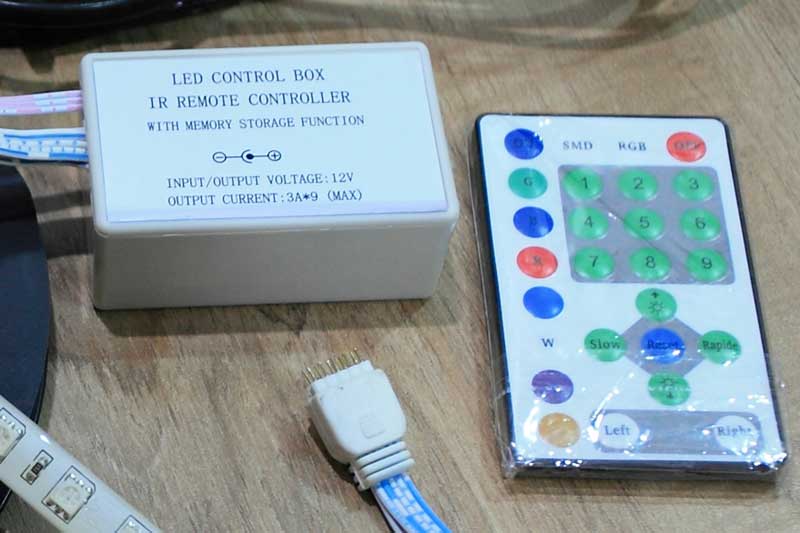 LED CONTROL BOX
IR REMOTE CONTROLLER
WITH MEMORY STORAGE FUNCTION
INPUT/OUTPUT VOLTAGE:12V
OUTPUT CURRENT:3A*9 (MAX)
SMD RGB OFF
G
1 2 3
4 5 6
R
7 8 9
W
Slow Reset Rapide
Left Right